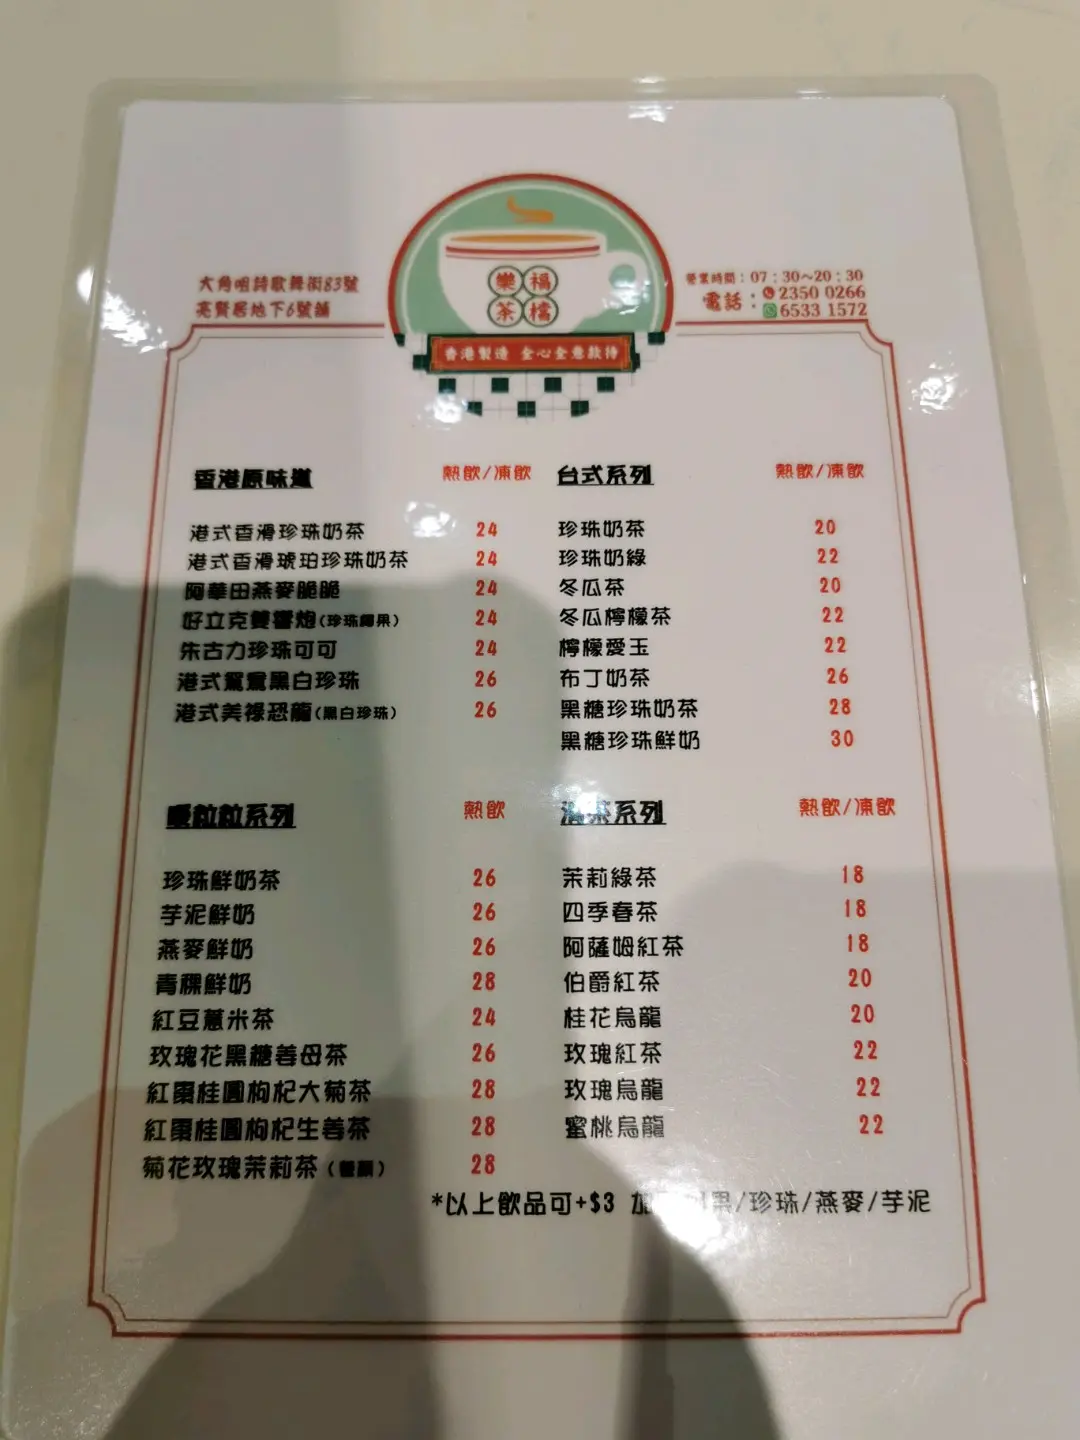 大角咀詩歌舞街83號
亮賢居地下6號舖
樂福
茶檔
香港製造 全心全意款待
營業時間：07：30～20：30
電話：2350 0266
6533 1572
香港原味道 熱飲/凍飲
港式香滑珍珠奶茶 24
港式香滑琥珀珍珠奶茶 24
阿華田燕麥脆脆 24
好立克雙響炮(珍珠椰果) 24
朱古力珍珠可可 24
港式鴛鴦黑白珍珠 26
港式美祿恐龍(黑白珍珠) 26
台式系列 熱飲/凍飲
珍珠奶茶 20
珍珠奶綠 22
冬瓜茶 20
冬瓜檸檬茶 22
檸檬愛玉 22
布丁奶茶 26
黑糖珍珠奶茶 28
黑糖珍珠鮮奶 30
暖粒粒系列 熱飲
珍珠鮮奶茶 26
芋泥鮮奶 26
燕麥鮮奶 26
青稞鮮奶 28
紅豆薏米茶 24
玫瑰花黑糖姜母茶 26
紅棗桂圓枸杞大菊茶 28
紅棗桂圓枸杞生姜茶 28
菊花玫瑰茉莉茶 28
茶系列 熱飲/凍飲
茉莉綠茶 18
四季春茶 18
阿薩姆紅茶 18
伯爵紅茶 20
桂花烏龍 20
玫瑰紅茶 22
玫瑰烏龍 22
蜜桃烏龍 22
*以上飲品可+$3 加 果/珍珠/燕麥/芋泥